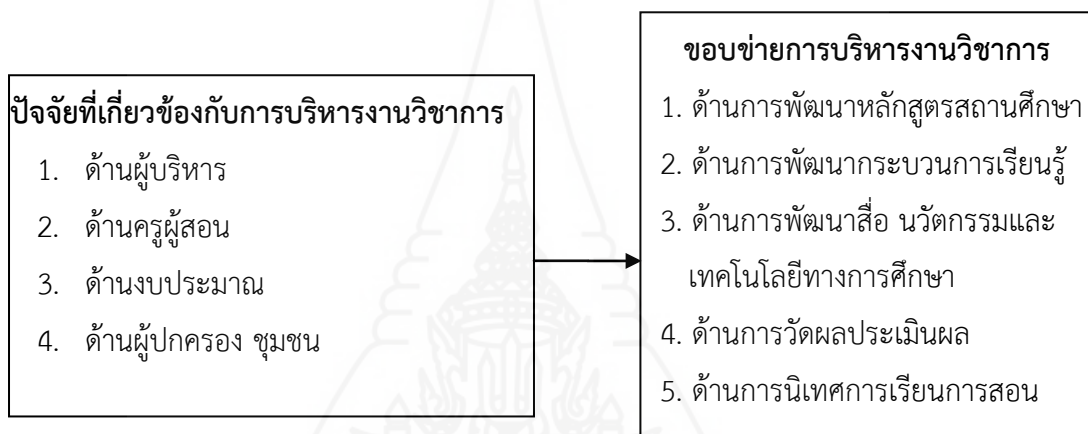 ปัจจัยที่เกี่ยวข้องกับการบริหารงานวิชาการ
1. ด้านผู้บริหาร
2. ด้านครูผู้สอน
3. ด้านงบประมาณ
4. ด้านผู้ปกครอง ชุมชน
ขอบข่ายการบริหารงานวิชาการ
1. ด้านการพัฒนาหลักสูตรสถานศึกษา
2. ด้านการพัฒนากระบวนการเรียนรู้
3. ด้านการพัฒนาสื่อ นวัตกรรมและ
เทคโนโลยีทางการศึกษา
4. ด้านการวัดผลประเมินผล
5. ด้านการนิเทศการเรียนการสอน